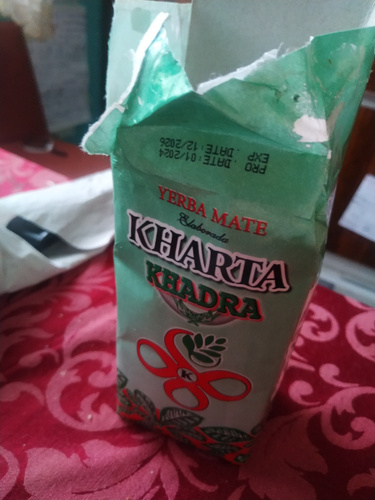 PRO . DATE:01/2024
EXP . DATE:12/2026
YERBA MATE
Elaborada
KHARTA
KHADRA
K